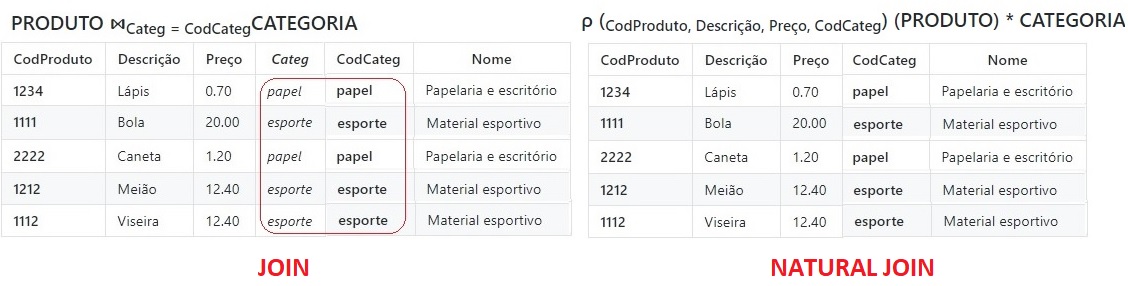 PRODUTO ⋈Categ = CodCategCATEGORIA
CodProduto Descrição Preço Categ CodCateg Nome
1234 Lápis 0.70 papel papel Papelaria e escritório
1111 Bola 20.00 esporte esporte Material esportivo
2222 Caneta 1.20 papel papel Papelaria e escritório
1212 Meião 12.40 esporte esporte Material esportivo
1112 Viseira 12.40 esporte esporte Material esportivo
JOIN
ρ (CodProduto, Descrição, Preço, CodCateg) (PRODUTO) * CATEGORIA
CodProduto Descrição Preço CodCateg Nome
1234 Lápis 0.70 papel Papelaria e escritório
1111 Bola 20.00 esporte Material esportivo
2222 Caneta 1.20 papel Papelaria e escritório
1212 Meião 12.40 esporte Material esportivo
1112 Viseira 12.40 esporte Material esportivo
NATURAL JOIN